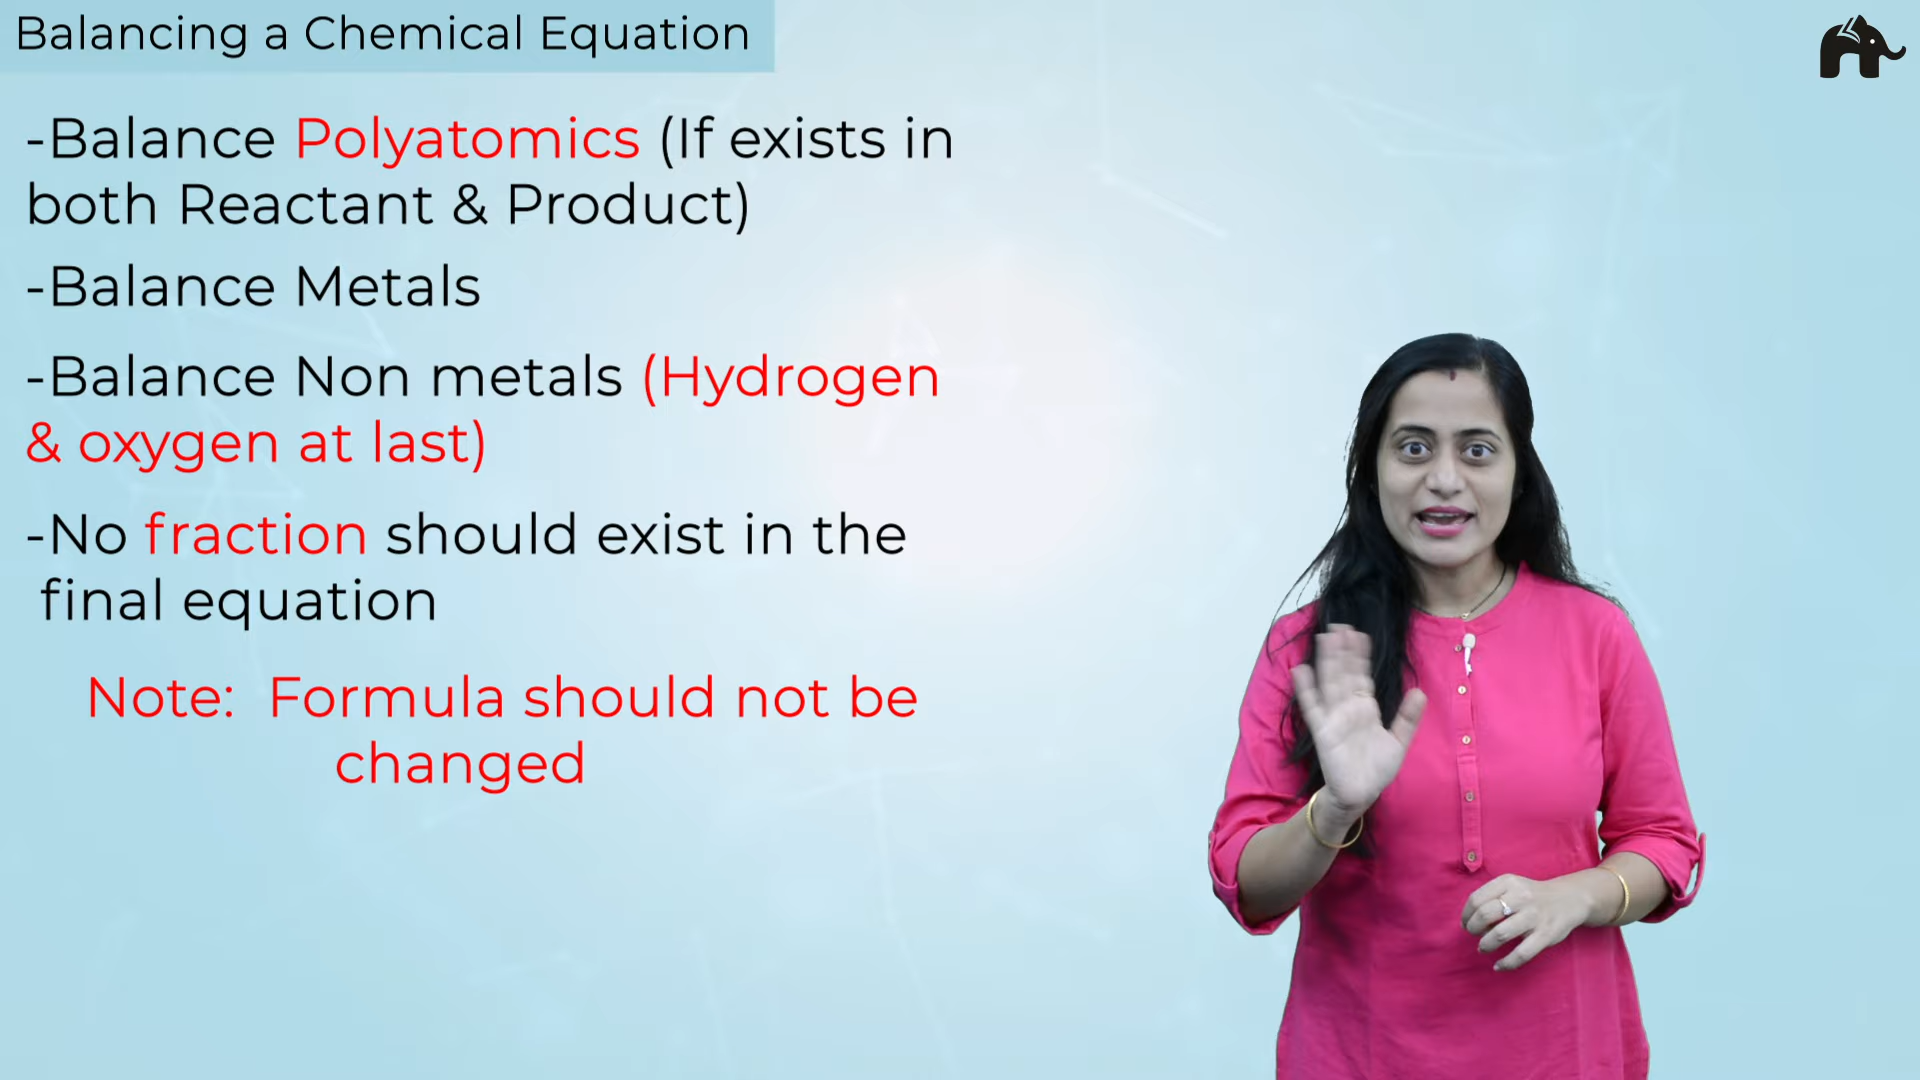 Balancing a Chemical Equation
-Balance Polyatomics (If exists in
both Reactant & Product)
-Balance Metals
-Balance Non metals (Hydrogen
& oxygen at last)
-No fraction should exist in the
final equation
Note: Formula should not be
changed